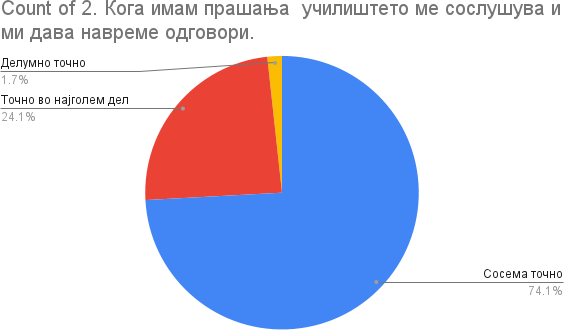 Count of 2. Кога имам прашања  училиштето ме сослушува и
ми дава навреме одговори.
Делумно точно
1.7%
Точно во најголем дел
24.1%
Сосема точно
74.1%